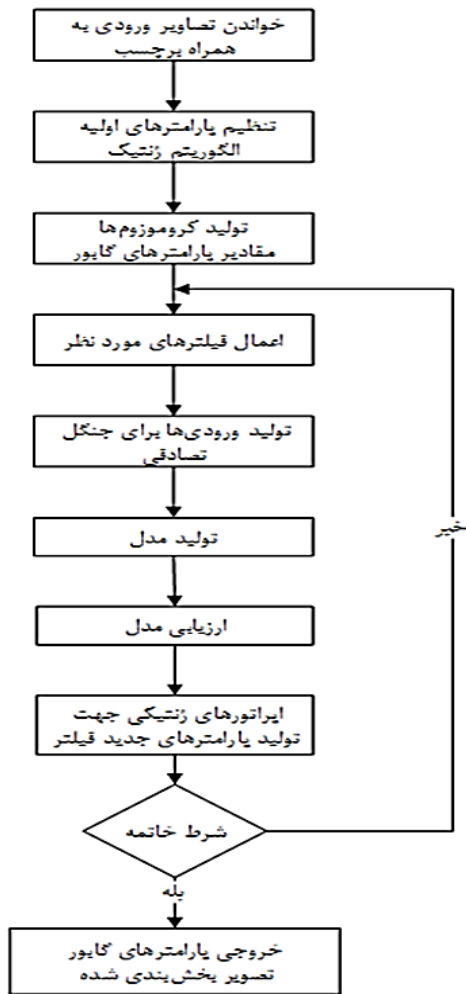 خواندن تصاویر ورودی به
همراه برچسب
تنظیم پارامترهای اولیه
الگوریتم ژنتیک
تولید کروموزوم‌ها
مقادیر پارامترهای گابور
اعمال فیلترهای مورد نظر
تولید ورودی‌ها برای جنگل
تصادفی
تولید مدل
ارزیابی مدل
اپراتورهای ژنتیکی جهت
تولید پارامترهای جدید فیلتر
شرط خاتمه
خیر
بله
خروجی پارامترهای گابور
تصویر بخش‌بندی شده